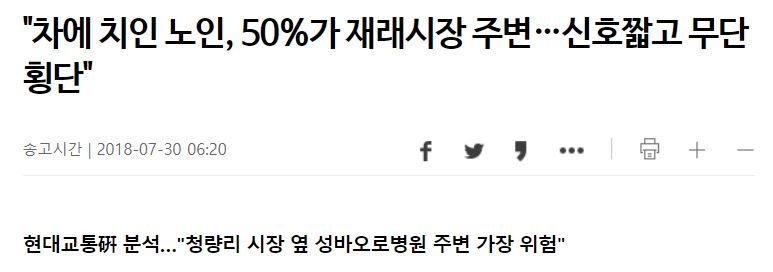 "차에 치인 노인, 50%가 재래시장 주변…신호짧고 무단
횡단"
송고시간 | 2018-07-30 06:20
현대교통硏 분석…"청량리 시장 옆 성바오로병원 주변 가장 위험"